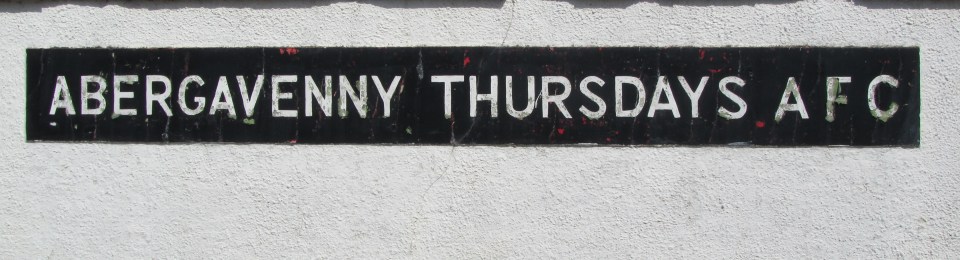 ABERGAVENNY THURSDAYS A F C